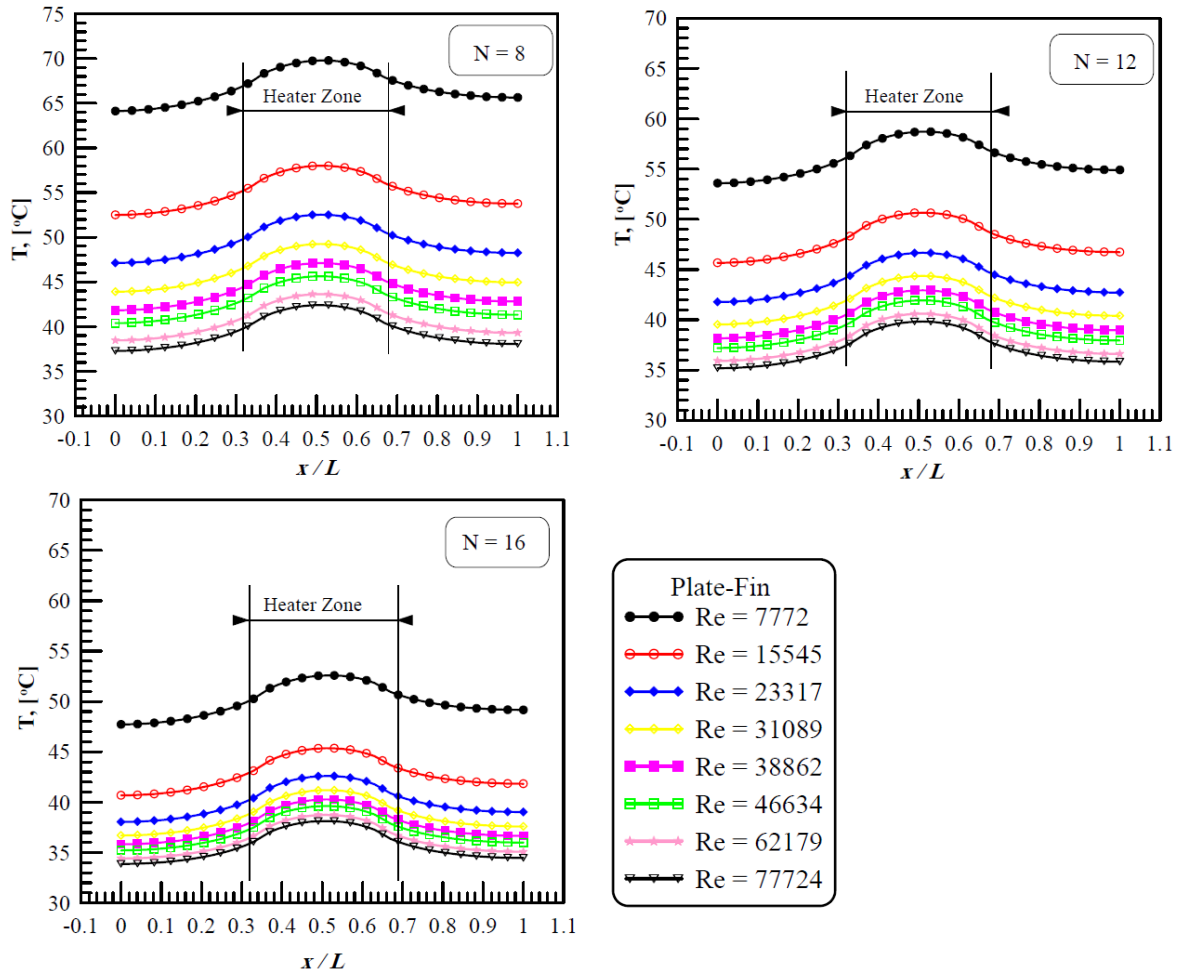 75
70
65
60
55
50
45
40
35
30
T, [°C]
N = 8
Heater Zone
-0.1 0 0.1 0.2 0.3 0.4 0.5 0.6 0.7 0.8 0.9 1 1.1
x / L
70
65
60
55
50
45
40
35
30
T, [°C]
N = 12
Heater Zone
-0.1 0 0.1 0.2 0.3 0.4 0.5 0.6 0.7 0.8 0.9 1 1.1
x / L
70
65
60
55
50
45
40
35
30
T, [°C]
N = 16
Heater Zone
-0.1 0 0.1 0.2 0.3 0.4 0.5 0.6 0.7 0.8 0.9 1 1.1
x / L
Plate-Fin
Re = 7772
Re = 15545
Re = 23317
Re = 31089
Re = 38862
Re = 46634
Re = 62179
Re = 77724